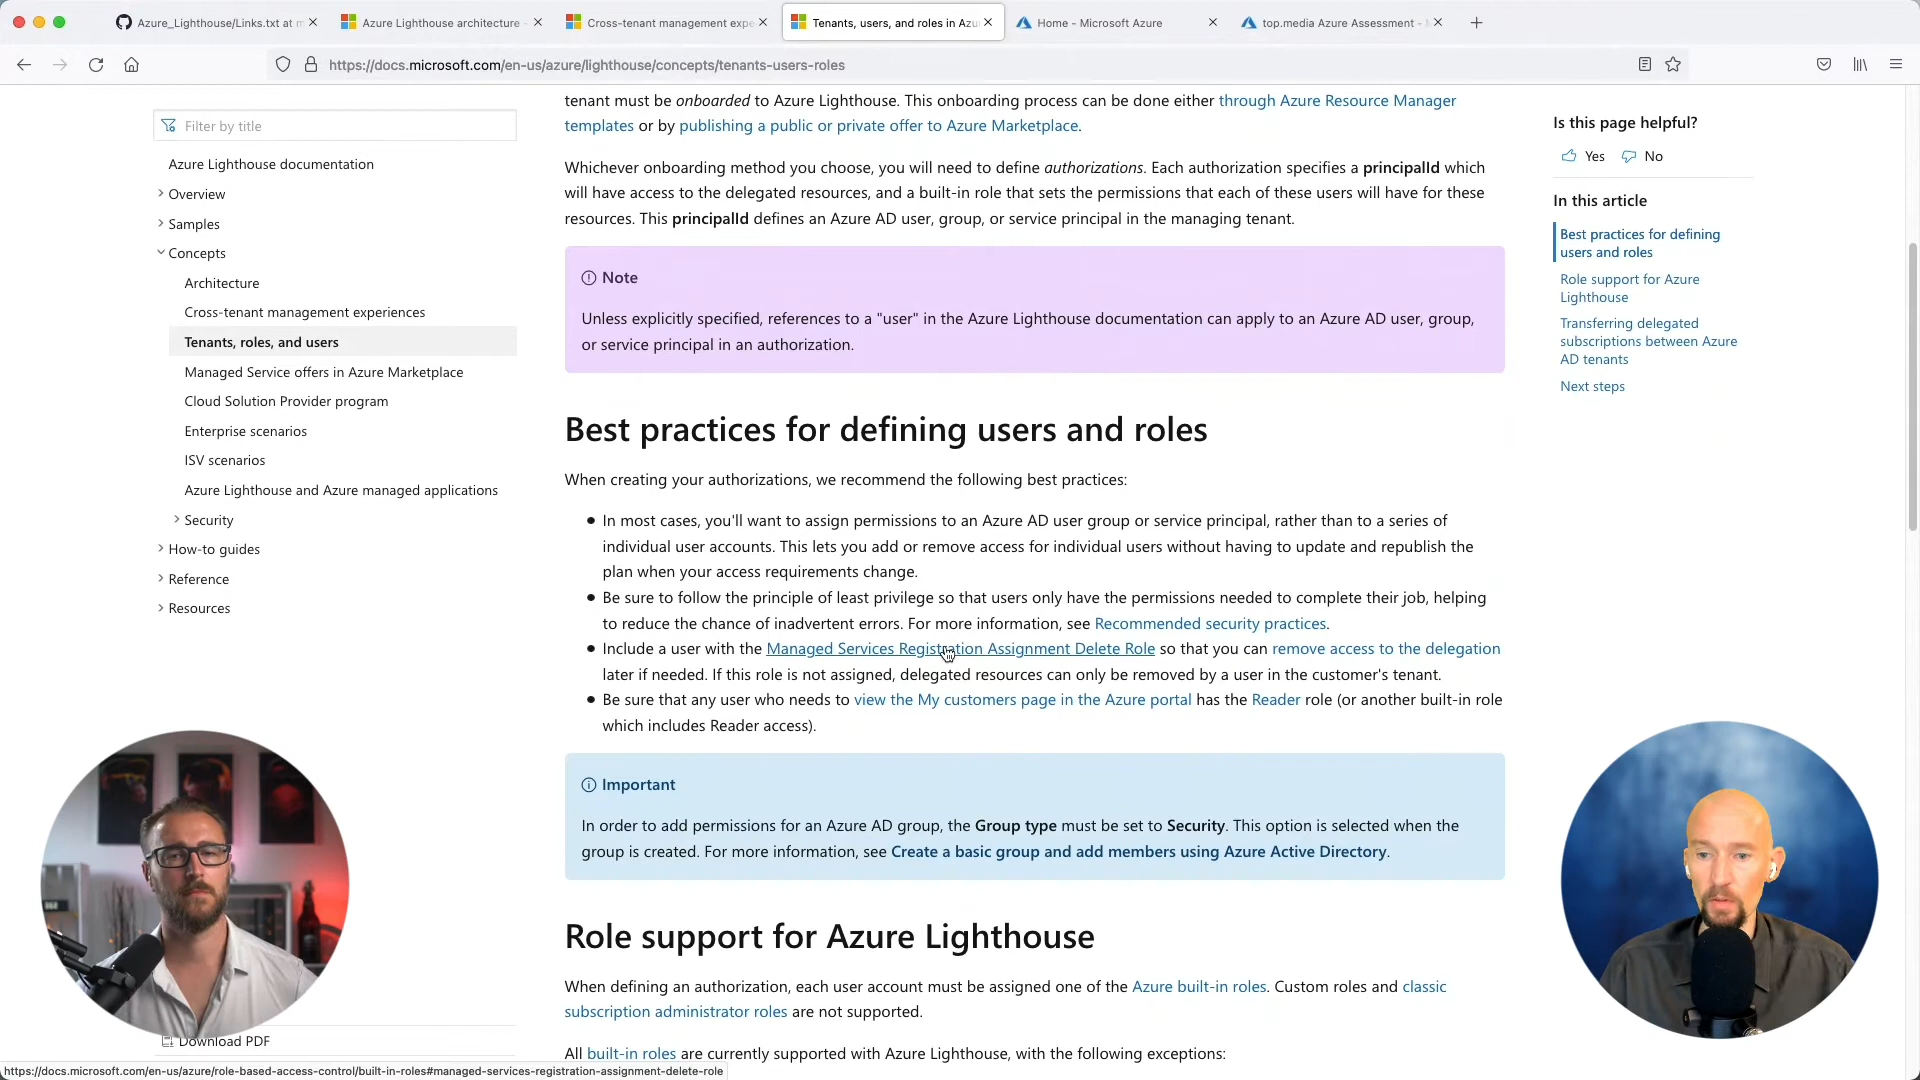 Azure_Lighthouse/Links.txt at m
Azure Lighthouse architecture -
Cross-tenant management expe
Tenants, users, and roles in Azu
Home - Microsoft Azure
top.media Azure Assessment -
https://docs.microsoft.com/en-us/azure/lighthouse/concepts/tenants-users-roles
Filter by title
Azure Lighthouse documentation
Overview
Samples
Concepts
Architecture
Cross-tenant management experiences
Tenants, roles, and users
Managed Service offers in Azure Marketplace
Cloud Solution Provider program
Enterprise scenarios
ISV scenarios
Azure Lighthouse and Azure managed applications
Security
How-to guides
Reference
Resources
Download PDF
tenant must be onboarded to Azure Lighthouse. This onboarding process can be done either through Azure Resource Manager
templates or by publishing a public or private offer to Azure Marketplace.
Whichever onboarding method you choose, you will need to define authorizations. Each authorization specifies a principalId which
will have access to the delegated resources, and a built-in role that sets the permissions that each of these users will have for these
resources. This principalId defines an Azure AD user, group, or service principal in the managing tenant.
Note
Unless explicitly specified, references to a "user" in the Azure Lighthouse documentation can apply to an Azure AD user, group,
or service principal in an authorization.
Best practices for defining users and roles
When creating your authorizations, we recommend the following best practices:
In most cases, you'll want to assign permissions to an Azure AD user group or service principal, rather than to a series of
individual user accounts. This lets you add or remove access for individual users without having to update and republish the
plan when your access requirements change.
Be sure to follow the principle of least privilege so that users only have the permissions needed to complete their job, helping
to reduce the chance of inadvertent errors. For more information, see Recommended security practices.
Include a user with the Managed Services Registration Assignment Delete Role so that you can remove access to the delegation
later if needed. If this role is not assigned, delegated resources can only be removed by a user in the customer's tenant.
Be sure that any user who needs to view the My customers page in the Azure portal has the Reader role (or another built-in role
which includes Reader access).
Important
In order to add permissions for an Azure AD group, the Group type must be set to Security. This option is selected when the
group is created. For more information, see Create a basic group and add members using Azure Active Directory.
Role support for Azure Lighthouse
When defining an authorization, each user account must be assigned one of the Azure built-in roles. Custom roles and classic
subscription administrator roles are not supported.
All built-in roles are currently supported with Azure Lighthouse, with the following exceptions:
Is this page helpful?
Yes No
In this article
Best practices for defining
users and roles
Role support for Azure
Lighthouse
Transferring delegated
subscriptions between Azure
AD tenants
Next steps
https://docs.microsoft.com/en-us/azure/role-based-access-control/built-in-roles#managed-services-registration-assignment-delete-role